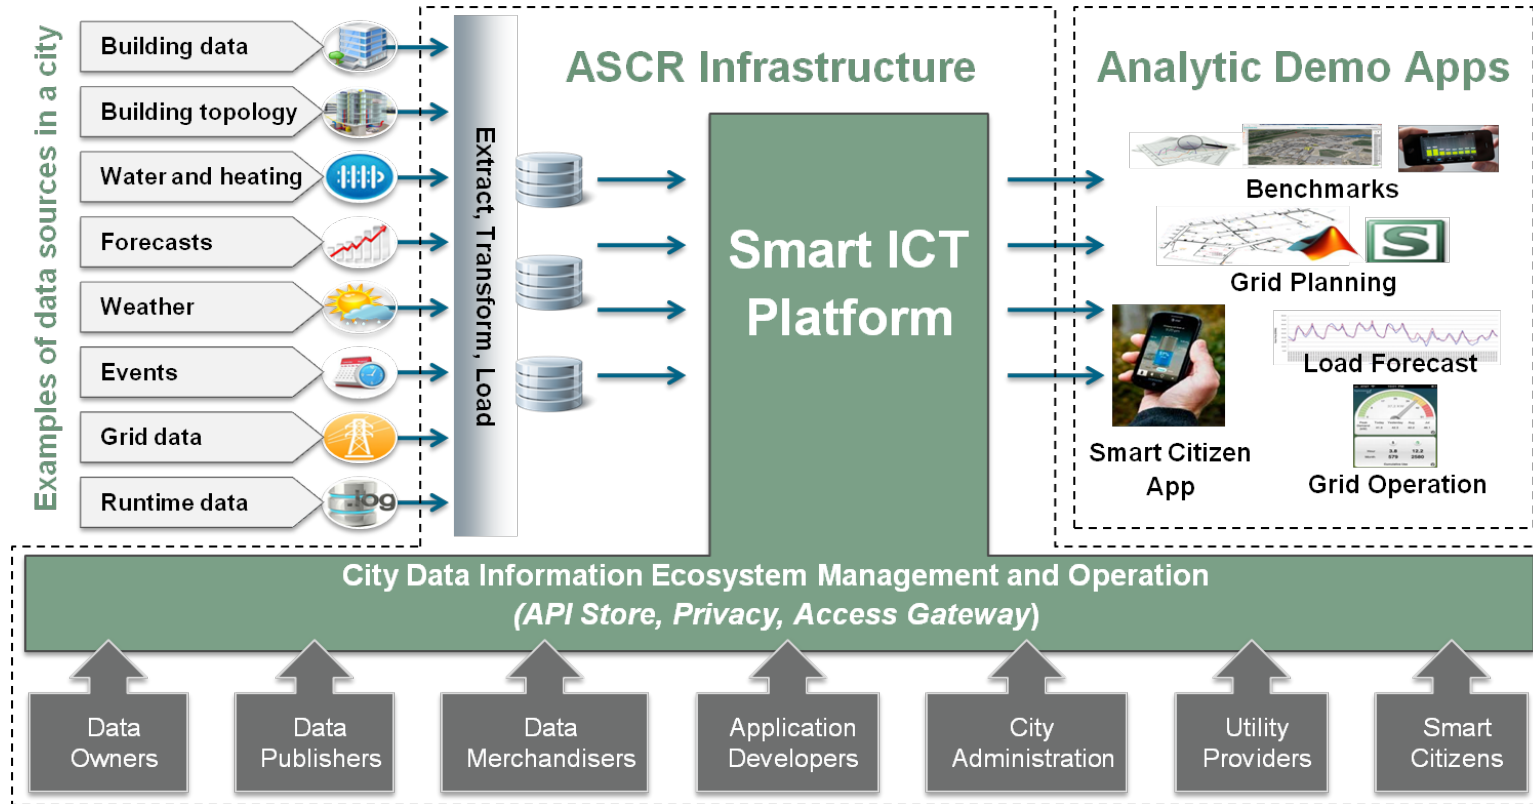 Examples of data sources in a city
Building data
Building topology
Water and heating
Forecasts
Weather
Events
Grid data
Runtime data
log
Extract, Transform, Load
ASCR Infrastructure
Smart ICT
Platform
Analytic Demo Apps
Benchmarks
S
Grid Planning
Load Forecast
Smart Citizen
App
Grid Operation
City Data Information Ecosystem Management and Operation
(API Store, Privacy, Access Gateway)
Data
Owners
Data
Publishers
Data
Merchandisers
Application
Developers
City
Administration
Utility
Providers
Smart
Citizens